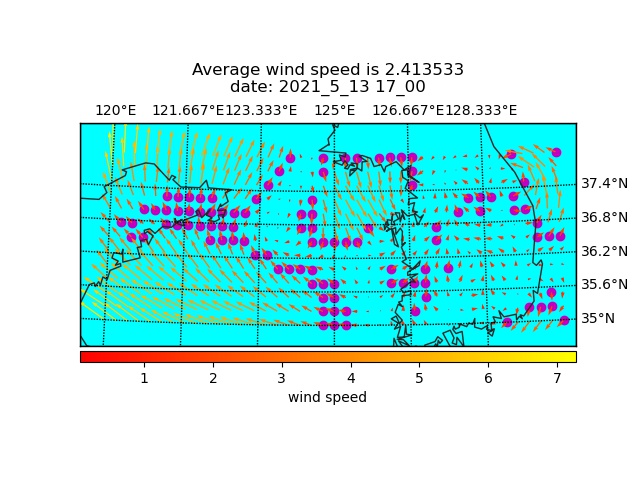 Average wind speed is 2.413533
date: 2021_5_13 17_00
120°E 121.667°E 123.333°E 125°E 126.667°E 128.333°E
37.4°N
36.8°N
36.2°N
35.6°N
35°N
1 2 3 4 5 6 7
wind speed